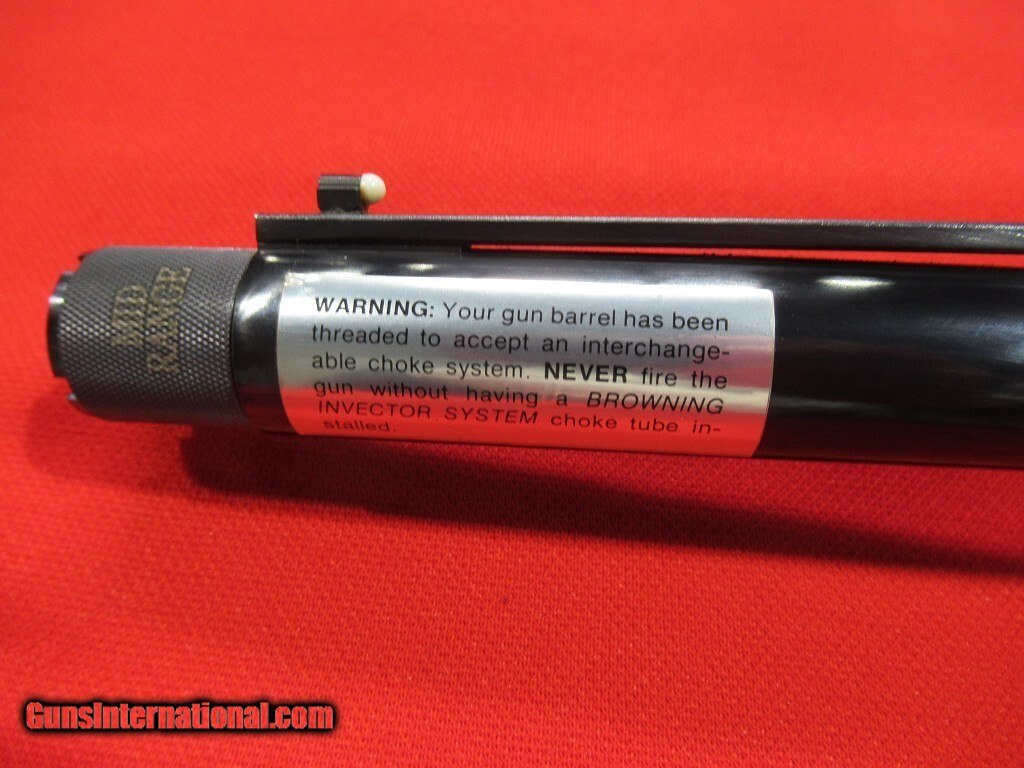 MID
RANGE
WARNING: Your gun barrel has been
threaded to accept an interchange-
able choke system. NEVER fire the
gun without having a BROWNING
INVECTOR SYSTEM choke tube in-
stalled.
GunsInternational.com